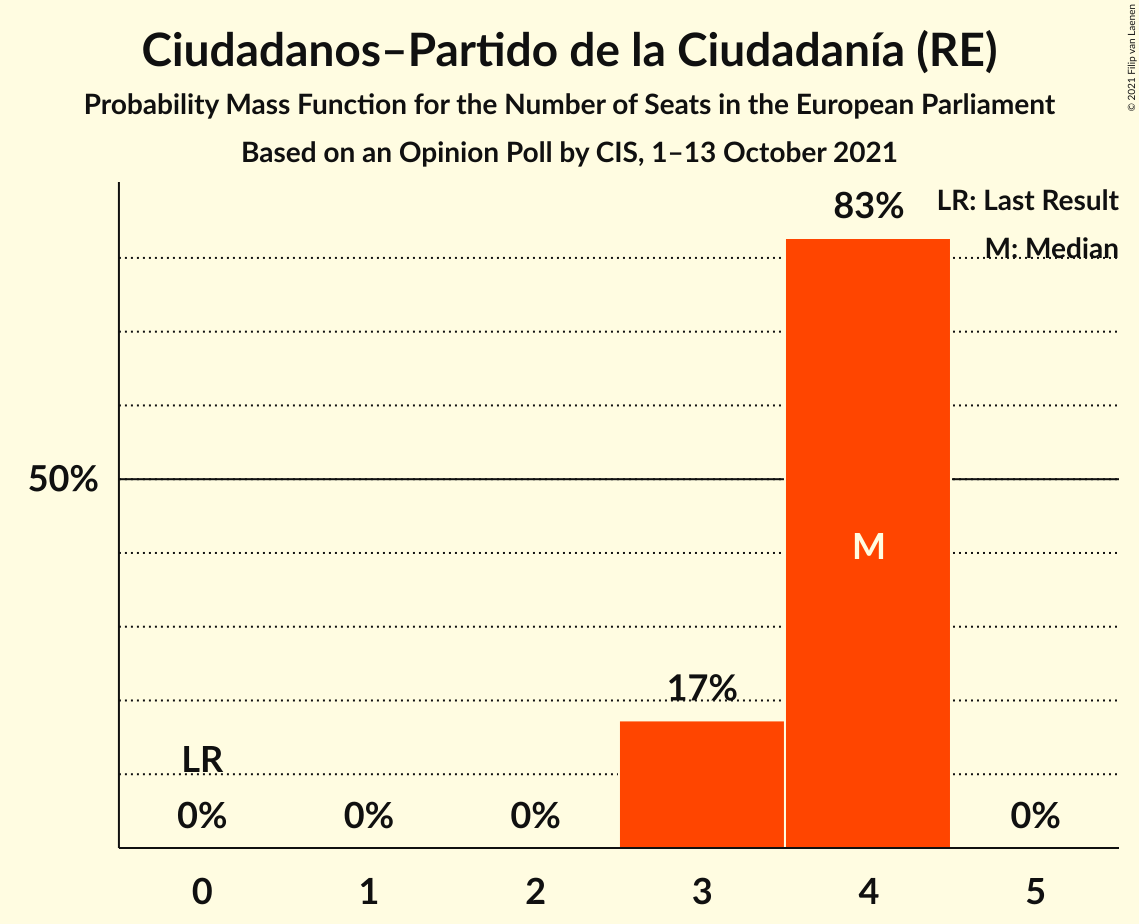 Ciudadanos–Partido de la Ciudadanía (RE)
Probability Mass Function for the Number of Seats in the European Parliament
Based on an Opinion Poll by CIS, 1–13 October 2021
© 2021 Filip van Laenen
LR: Last Result
M: Median
83%
50%
M
17%
LR
0%
0%
0%
0%
0
1
2
3
4
5